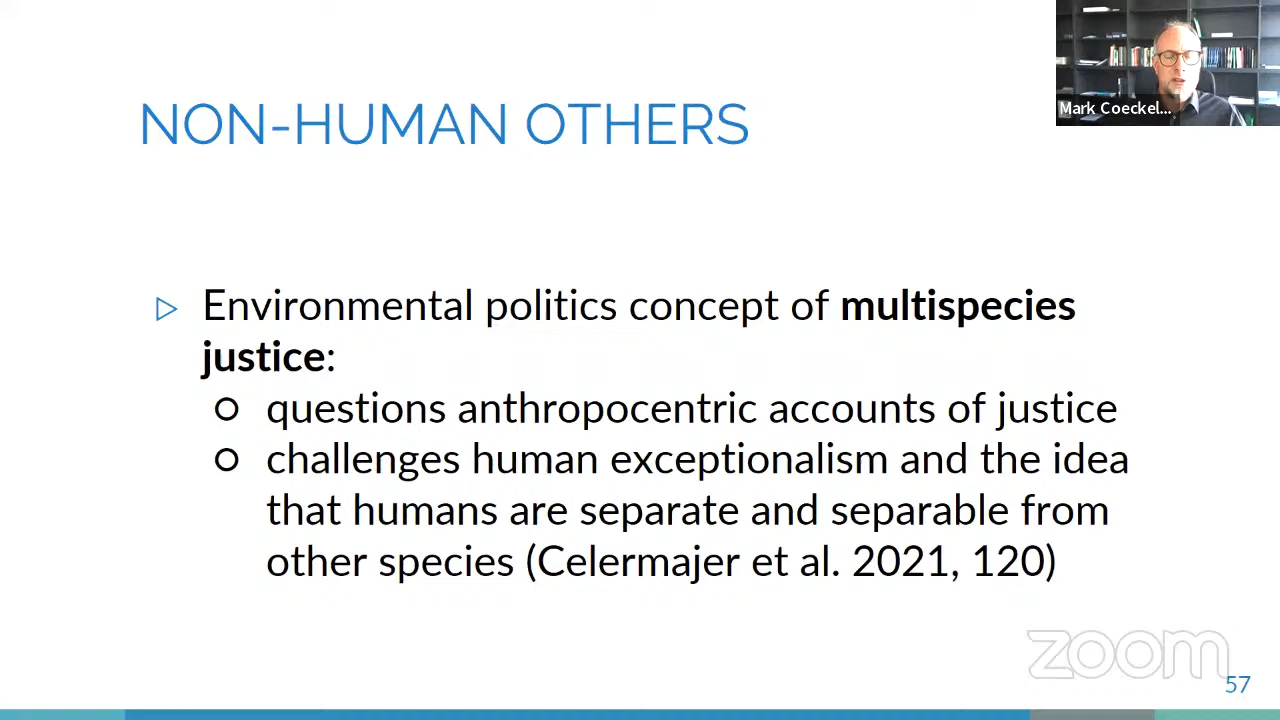 Mark Coeckel...
NON-HUMAN OTHERS
Environmental politics concept of multispecies
justice:
questions anthropocentric accounts of justice
challenges human exceptionalism and the idea
that humans are separate and separable from
other species (Celermajer et al. 2021, 120)
zoom
57